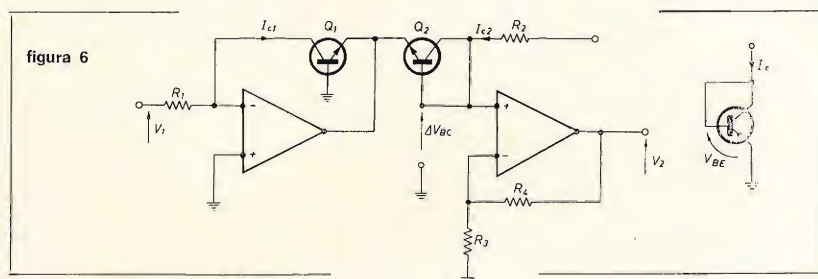 figura 6
I_c1
Q_1
Q_2
I_c2
R_2
R_1
V_1
-
+
ΔV_BC
+
-
R_4
R_3
V_2
I_c
V_BE